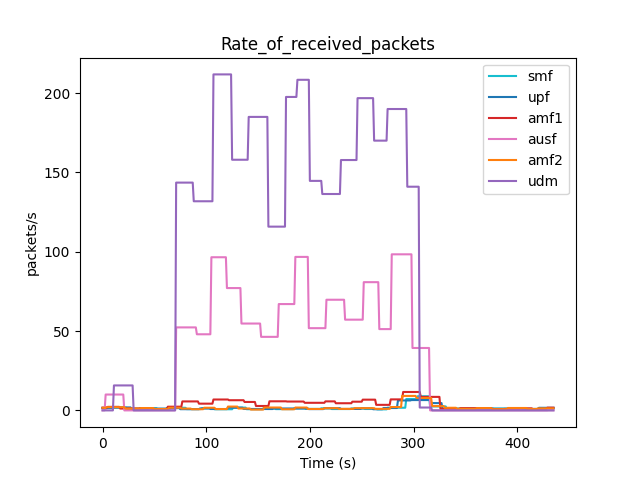 Rate_of_received_packets
packets/s
200
150
100
50
0
0 100 200 300 400
Time (s)
smf
upf
amf1
ausf
amf2
udm